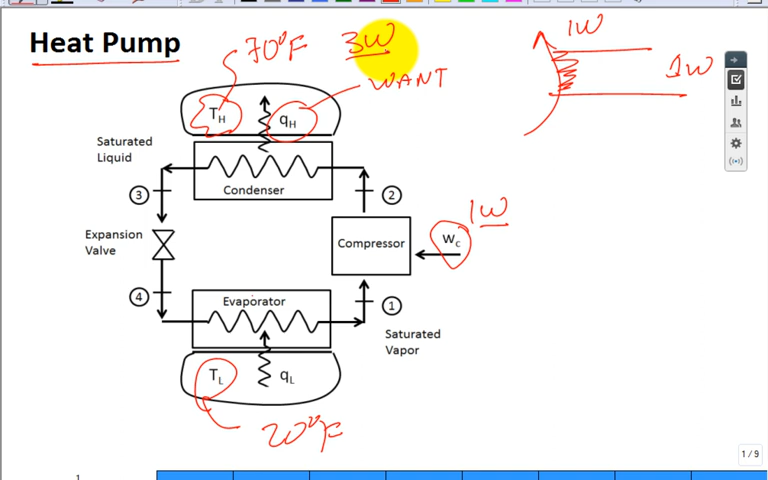 Heat Pump
70°F
3W
1W
1W
WANT
T_H
q_H
Saturated
Liquid
Condenser
3
2
1W
Expansion
Valve
Compressor
W_C
4
Evaporator
1
Saturated
Vapor
T_L
q_L
20°F
1 / 9
1